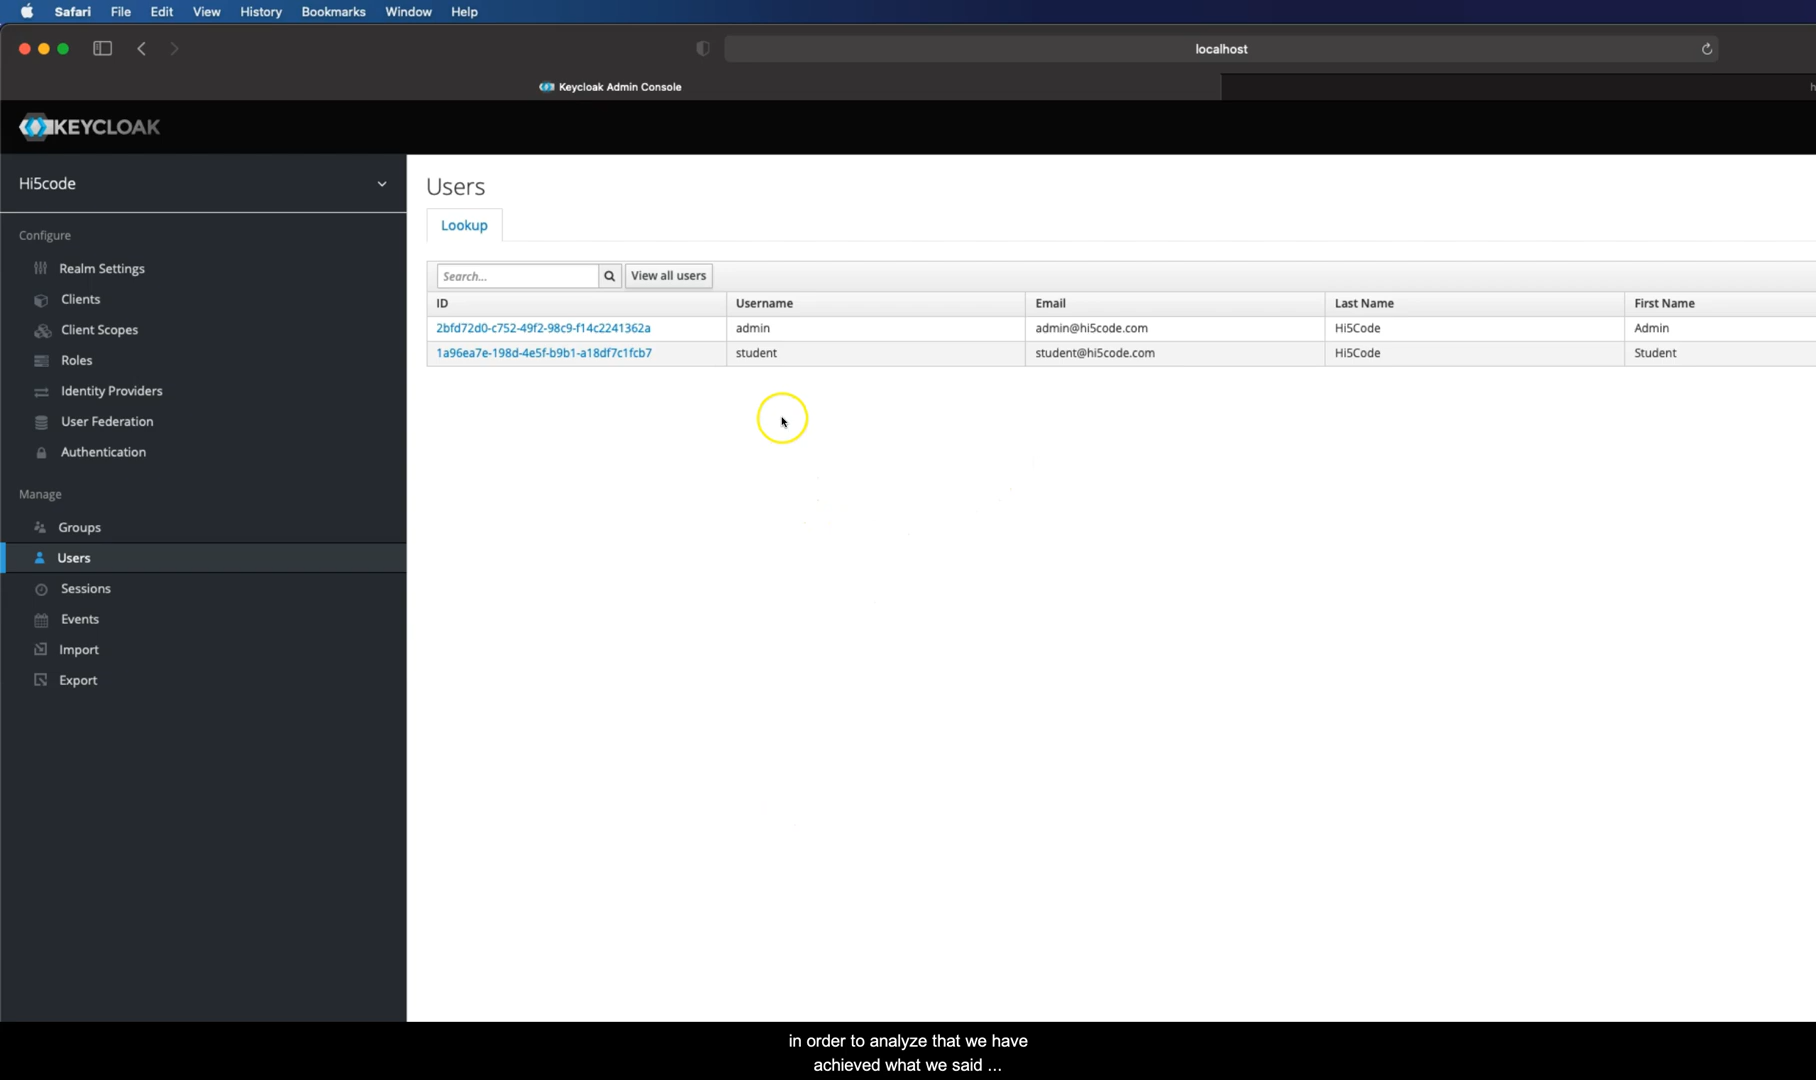 Safari File Edit View History Bookmarks Window Help
localhost
Keycloak Admin Console
KEYCLOAK
Hi5code
Configure
Realm Settings
Clients
Client Scopes
Roles
Identity Providers
User Federation
Authentication
Manage
Groups
Users
Sessions
Events
Import
Export
Users
Lookup
Search... View all users
ID Username Email Last Name First Name
2bfd72d0-c752-49f2-98c9-f14c2241362a admin admin@hi5code.com Hi5Code Admin
1a96ea7e-198d-4e5f-b9b1-a18df7c1fcb7 student student@hi5code.com Hi5Code Student
in order to analyze that we have
achieved what we said ...